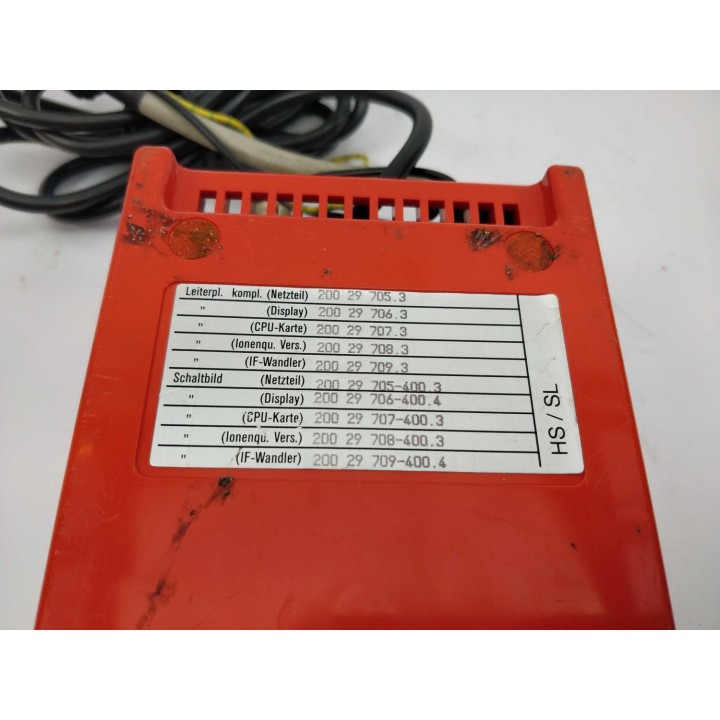 Leiterpl. kompl. (Netzteil) 200 29 705.3
" (Display) 200 29 706.3
" (CPU-Karte) 200 29 707.3
" (Ionenqu. Vers.) 200 29 708.3
" (IF-Wandler) 200 29 709.3
Schaltbild (Netzteil) 200 29 705-400.3
" (Display) 200 29 706-400.4
" (CPU-Karte) 200 29 707-400.3
" (Ionenqu. Vers.) 200 29 708-400.3
" (IF-Wandler) 200 29 709-400.4
HS / SL